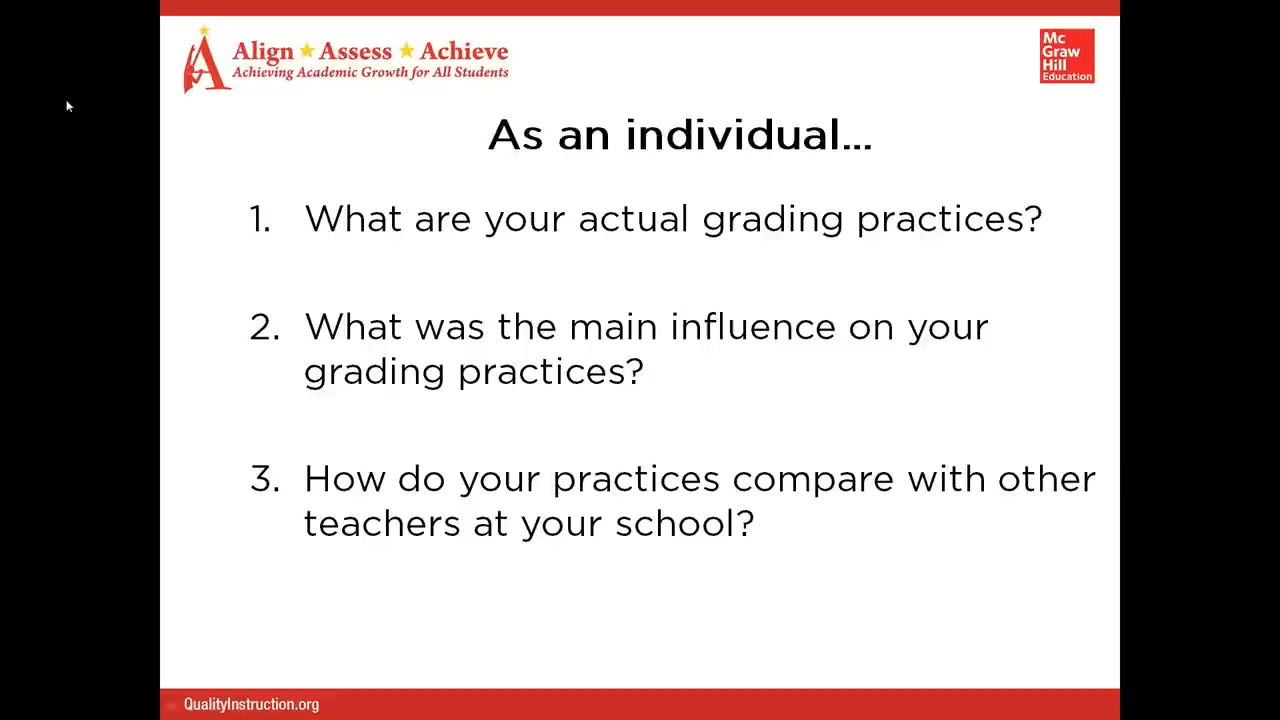 Align ★ Assess ★ Achieve
Achieving Academic Growth for All Students
Mc
Graw
Hill
Education
As an individual...
1. What are your actual grading practices?
2. What was the main influence on your
grading practices?
3. How do your practices compare with other
teachers at your school?
QualityInstruction.org